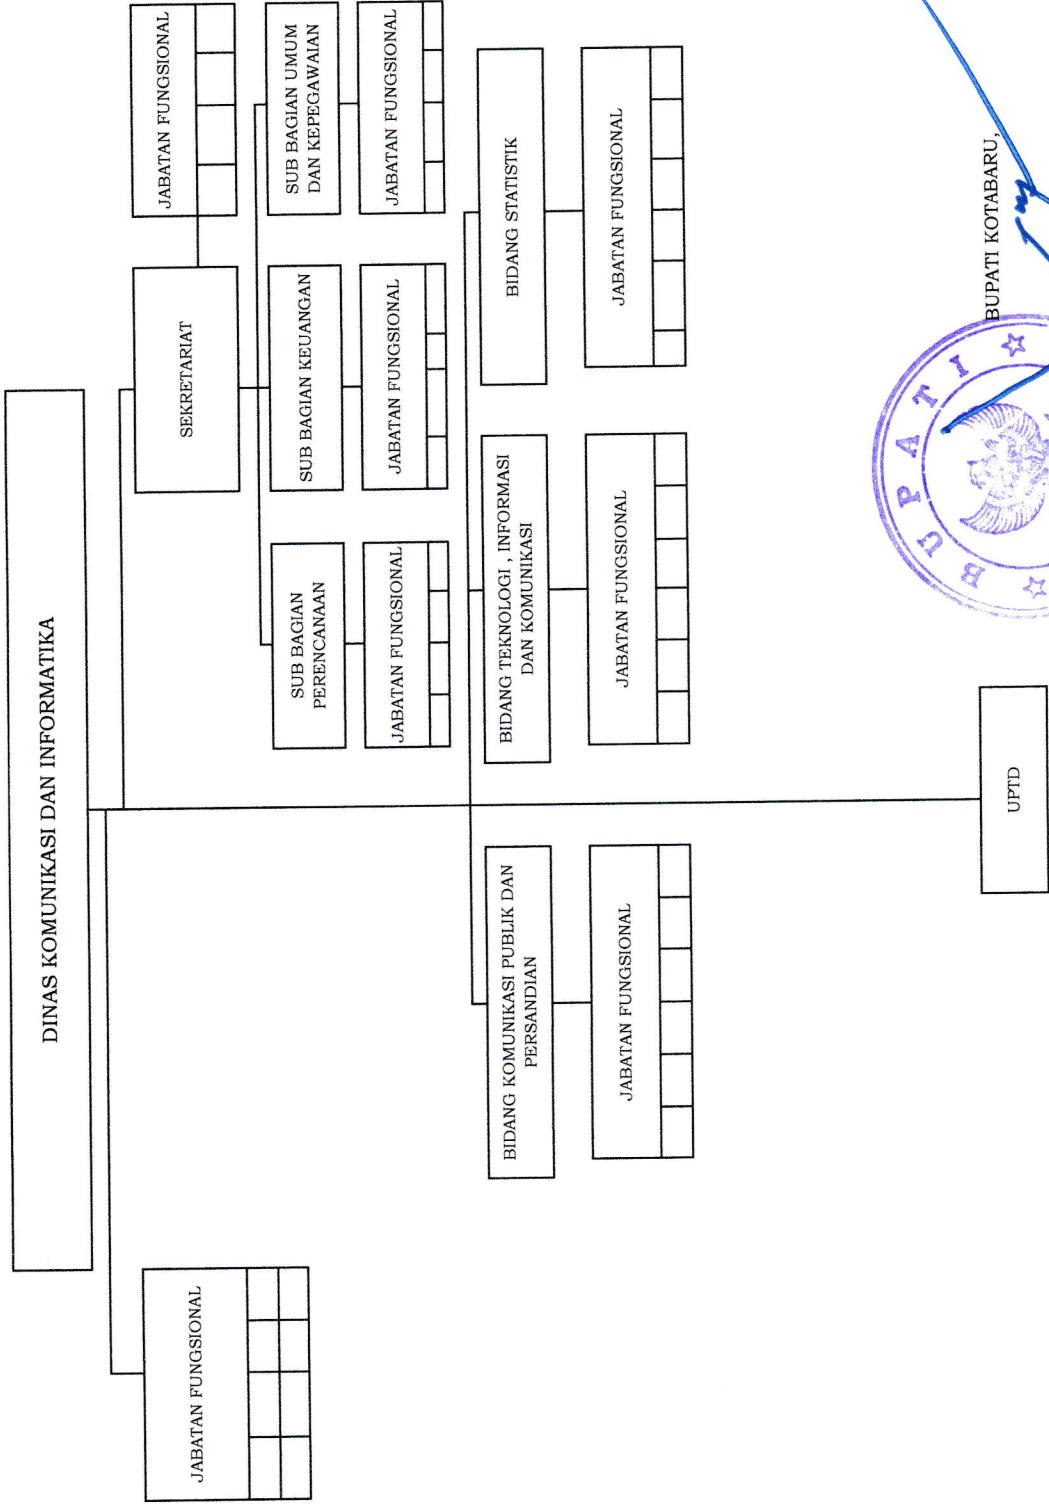 DINAS KOMUNIKASI DAN INFORMATIKA
JABATAN FUNGSIONAL
SEKRETARIAT
JABATAN FUNGSIONAL
SUB BAGIAN
PERENCANAAN
SUB BAGIAN KEUANGAN
SUB BAGIAN UMUM
DAN KEPEGAWAIAN
JABATAN FUNGSIONAL
JABATAN FUNGSIONAL
JABATAN FUNGSIONAL
BIDANG KOMUNIKASI PUBLIK DAN
PERSANDIAN
BIDANG TEKNOLOGI , INFORMASI
DAN KOMUNIKASI
BIDANG STATISTIK
JABATAN FUNGSIONAL
JABATAN FUNGSIONAL
JABATAN FUNGSIONAL
UPTD
BUPATI KOTABARU,
BUPATI